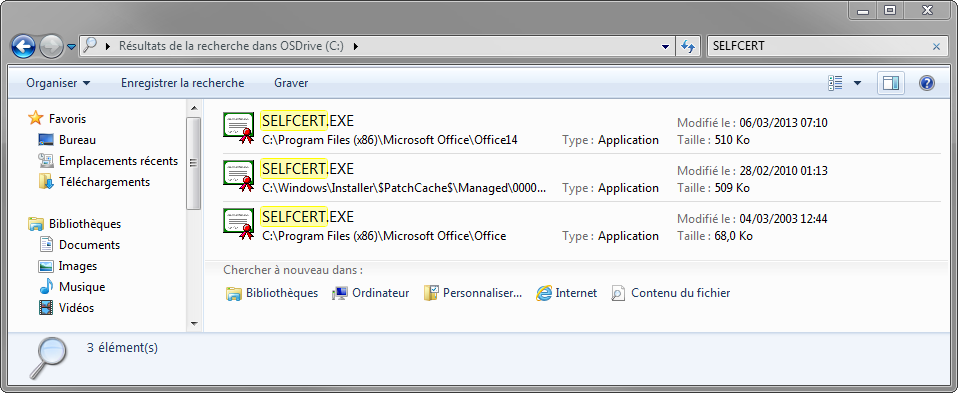 Résultats de la recherche dans OSDrive (C:)
SELFCERT
Organiser
Enregistrer la recherche
Graver
Favoris
Bureau
Emplacements récents
Téléchargements
Bibliothèques
Documents
Images
Musique
Vidéos
SELFCERT.EXE
Modifié le : 06/03/2013 07:10
C:\Program Files (x86)\Microsoft Office\Office14
Type : Application
Taille : 510 Ko
SELFCERT.EXE
Modifié le : 28/02/2010 01:13
C:\Windows\Installer\$PatchCache$\Managed\0000...
Type : Application
Taille : 509 Ko
SELFCERT.EXE
Modifié le : 04/03/2003 12:44
C:\Program Files (x86)\Microsoft Office\Office
Type : Application
Taille : 68,0 Ko
Chercher à nouveau dans :
Bibliothèques
Ordinateur
Personnaliser...
Internet
Contenu du fichier
3 élément(s)